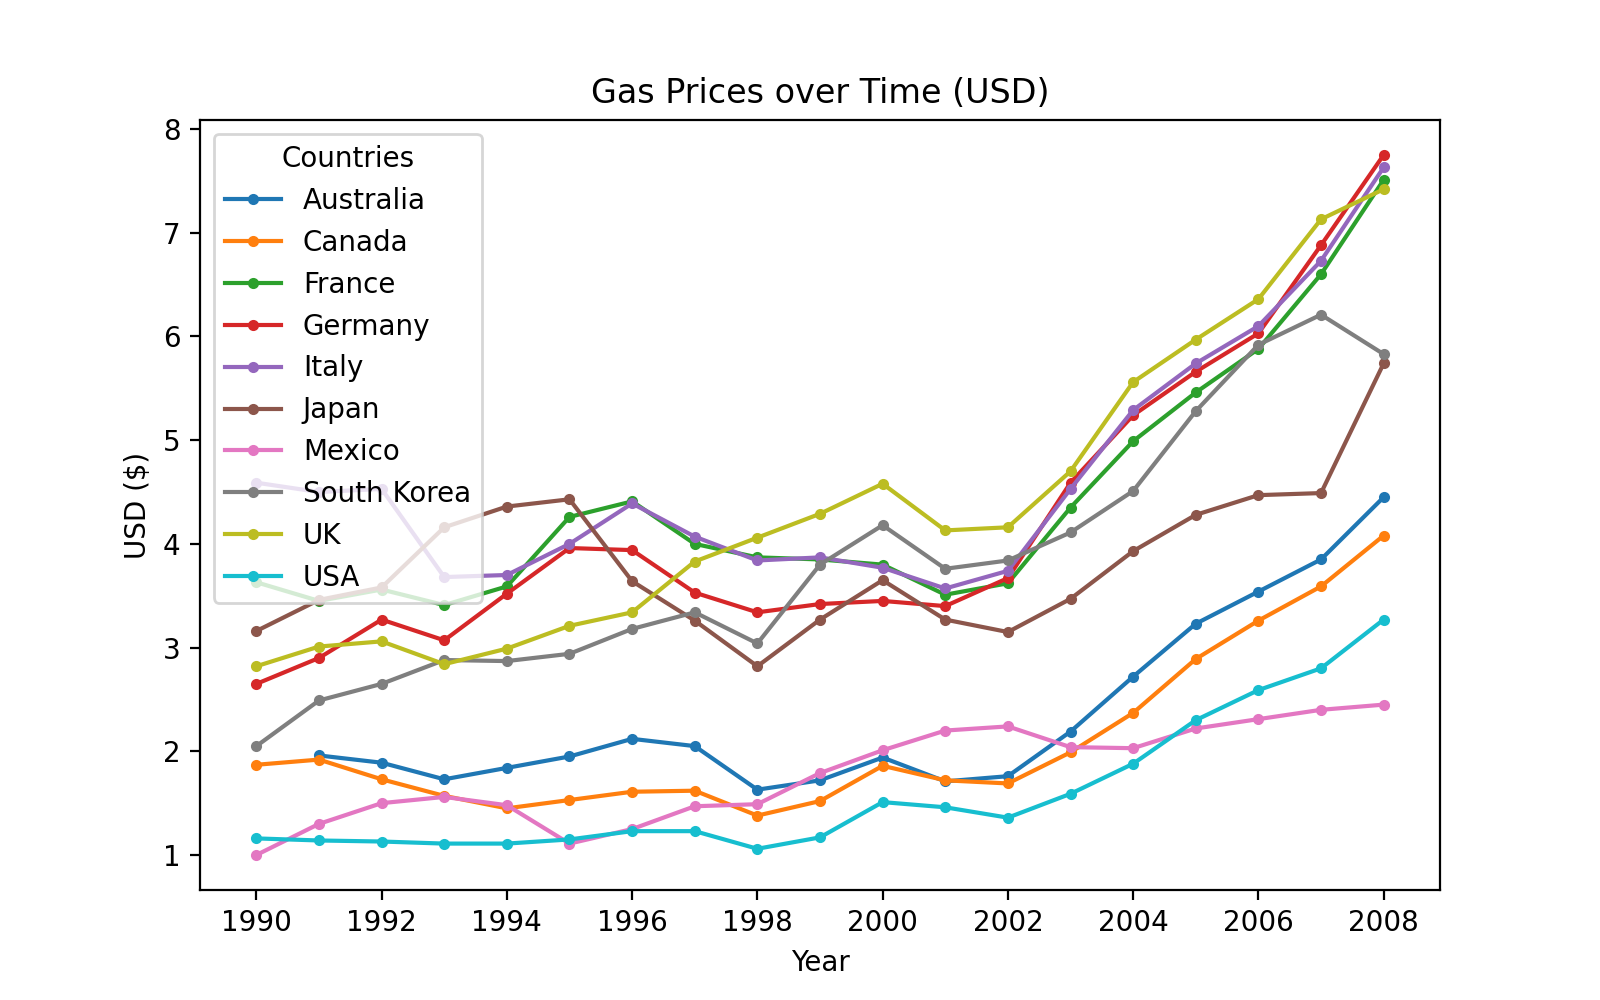 Gas Prices over Time (USD)
8
7
6
5
4
3
2
1
USD ($)
Countries
Australia
Canada
France
Germany
Italy
Japan
Mexico
South Korea
UK
USA
1990 1992 1994 1996 1998 2000 2002 2004 2006 2008
Year